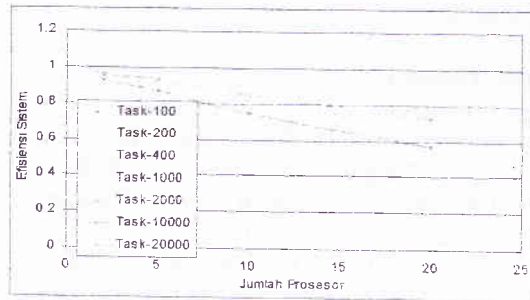 1.2
1
0.8
0.6
0.4
0.2
0
Efisiensi Sistem
Task-100
Task-200
Task-400
Task-1000
Task-2000
Task-10000
Task-20000
0 5 10 15 20 25
Jumlah Prosesor